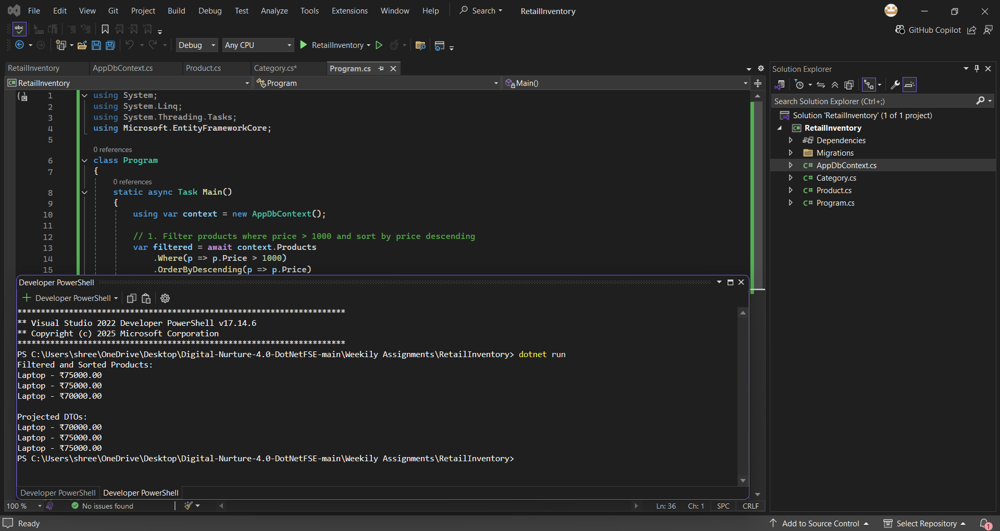 File Edit View Git Project Build Debug Test Analyze Tools Extensions Window Help Search RetailInventory
abc
GitHub Copilot
Debug Any CPU RetailInventory
RetailInventory AppDbContext.cs Product.cs Category.cs* Program.cs
C# RetailInventory Program Main()
1 using System;
2 using System.Linq;
3 using System.Threading.Tasks;
4 using Microsoft.EntityFrameworkCore;
5
0 references
6 class Program
7 {
0 references
8 static async Task Main()
9 {
10 using var context = new AppDbContext();
11
12 // 1. Filter products where price > 1000 and sort by price descending
13 var filtered = await context.Products
14 .Where(p => p.Price > 1000)
15 .OrderByDescending(p => p.Price)
Developer PowerShell
Developer PowerShell
**********************************************************************
** Visual Studio 2022 Developer PowerShell v17.14.6
** Copyright (c) 2025 Microsoft Corporation
**********************************************************************
PS C:\Users\shree\OneDrive\Desktop\Digital-Nurture-4.0-DotNetFSE-main\Weekily Assignments\RetailInventory> dotnet run
Filtered and Sorted Products:
Laptop - ₹75000.00
Laptop - ₹75000.00
Laptop - ₹70000.00
Projected DTOs:
Laptop - ₹70000.00
Laptop - ₹75000.00
Laptop - ₹75000.00
PS C:\Users\shree\OneDrive\Desktop\Digital-Nurture-4.0-DotNetFSE-main\Weekily Assignments\RetailInventory>
Developer PowerShell Developer PowerShell
100 % No issues found Ln: 36 Ch: 1 SPC CRLF
Solution Explorer
Search Solution Explorer (Ctrl+;)
Solution 'RetailInventory' (1 of 1 project)
C# RetailInventory
Dependencies
Migrations
C# AppDbContext.cs
C# Category.cs
C# Product.cs
C# Program.cs
Ready Add to Source Control Select Repository 1